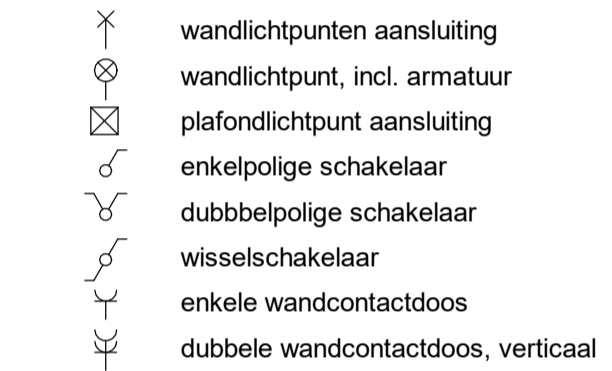 wandlichtpunten aansluiting
wandlichtpunt, incl. armatuur
plafondlichtpunt aansluiting
enkelpolige schakelaar
dubbbelpolige schakelaar
wisselschakelaar
enkele wandcontactdoos
dubbele wandcontactdoos, verticaal